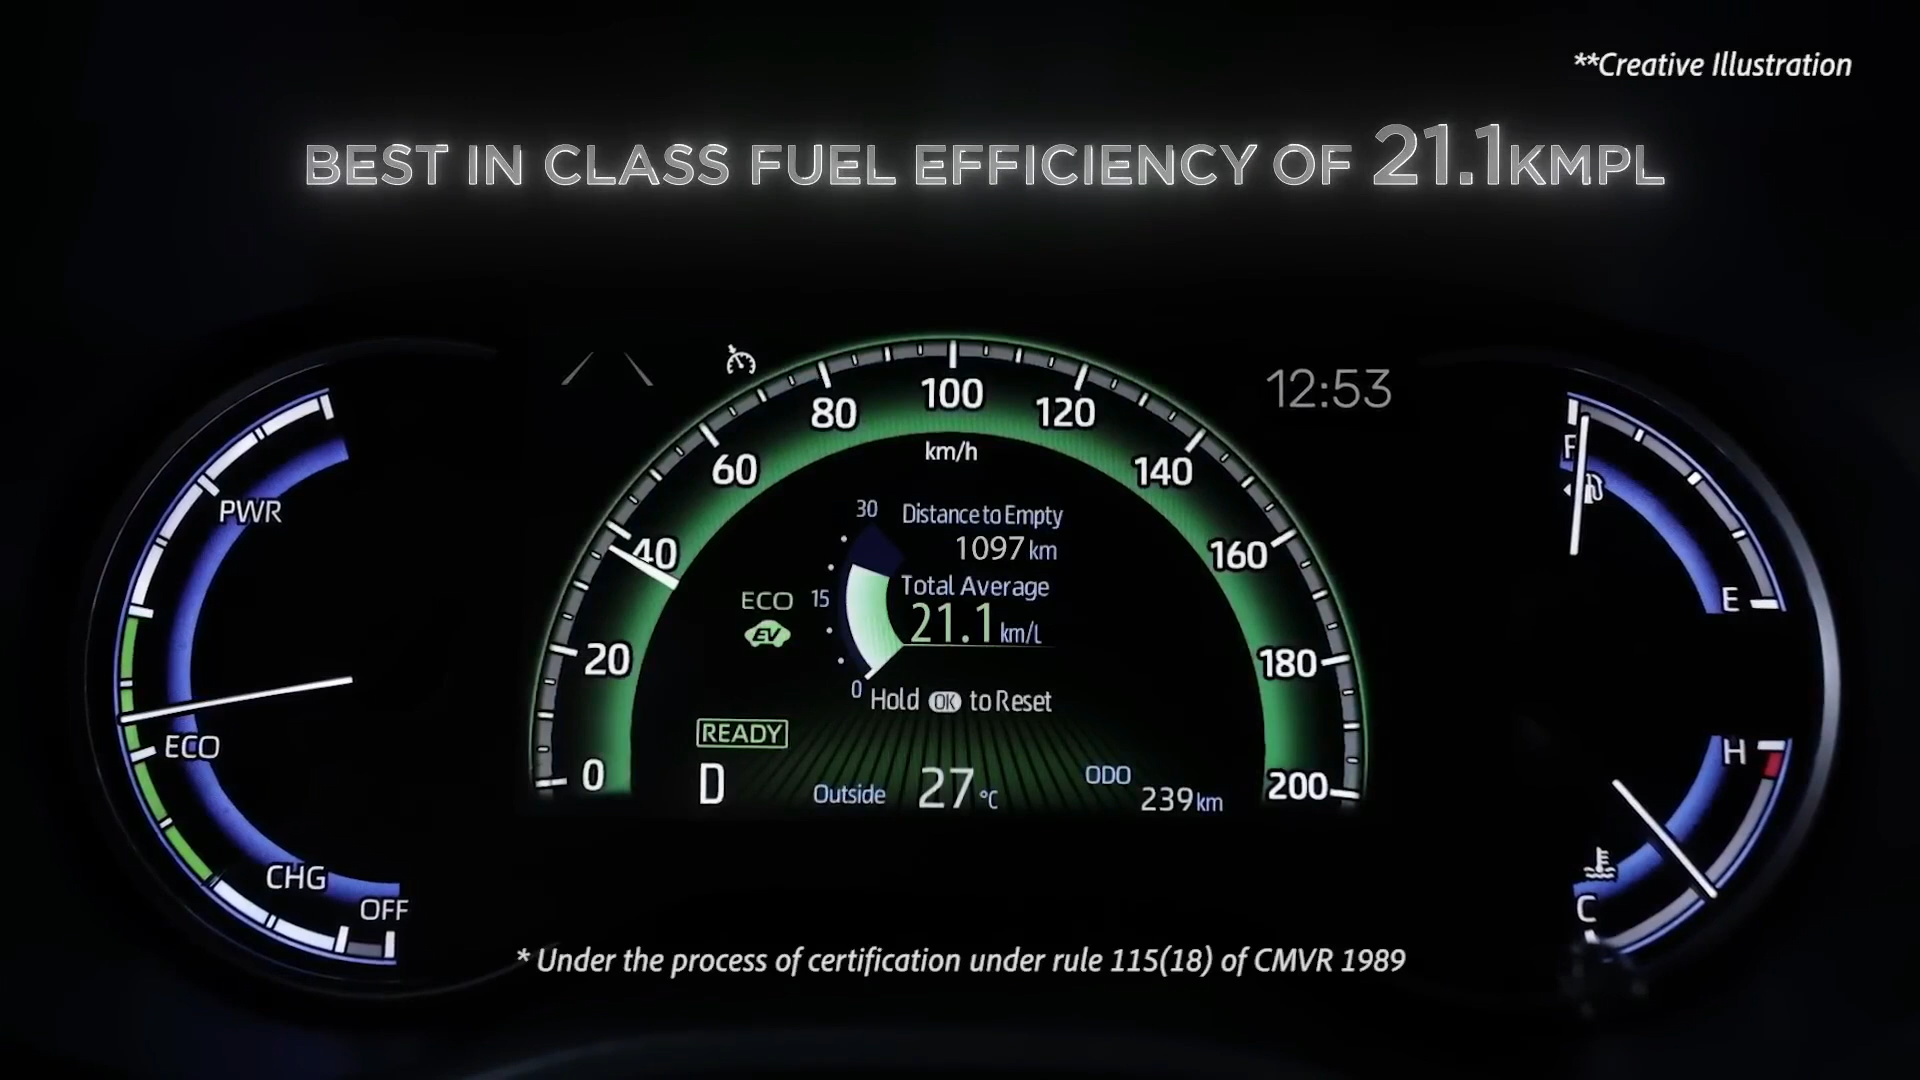 **Creative Illustration
BEST IN CLASS FUEL EFFICIENCY OF 21.1KMPL
12:53
100
80
120
60
km/h
140
F
PWR
30
Distance to Empty
1097 km
40
160
Total Average
ECO
15
21.1 km/L
EV
E
20
180
0
Hold OK to Reset
READY
ECO
H
0
D
Outside
27 °C
ODO
239 km
200
CHG
OFF
C
* Under the process of certification under rule 115(18) of CMVR 1989